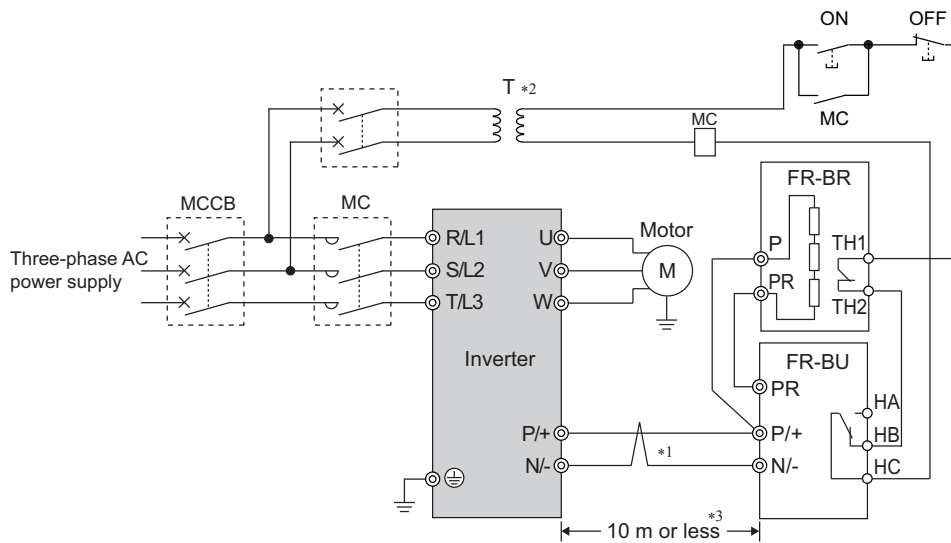 ON
OFF
T *2
MC
MC
FR-BR
MCCB
MC
P
TH1
PR
TH2
Three-phase AC
power supply
R/L1
S/L2
T/L3
U
V
W
Motor
M
Inverter
FR-BU
PR
HA
P/+
N/-
*1
P/+
HB
N/-
HC
10 m or less *3